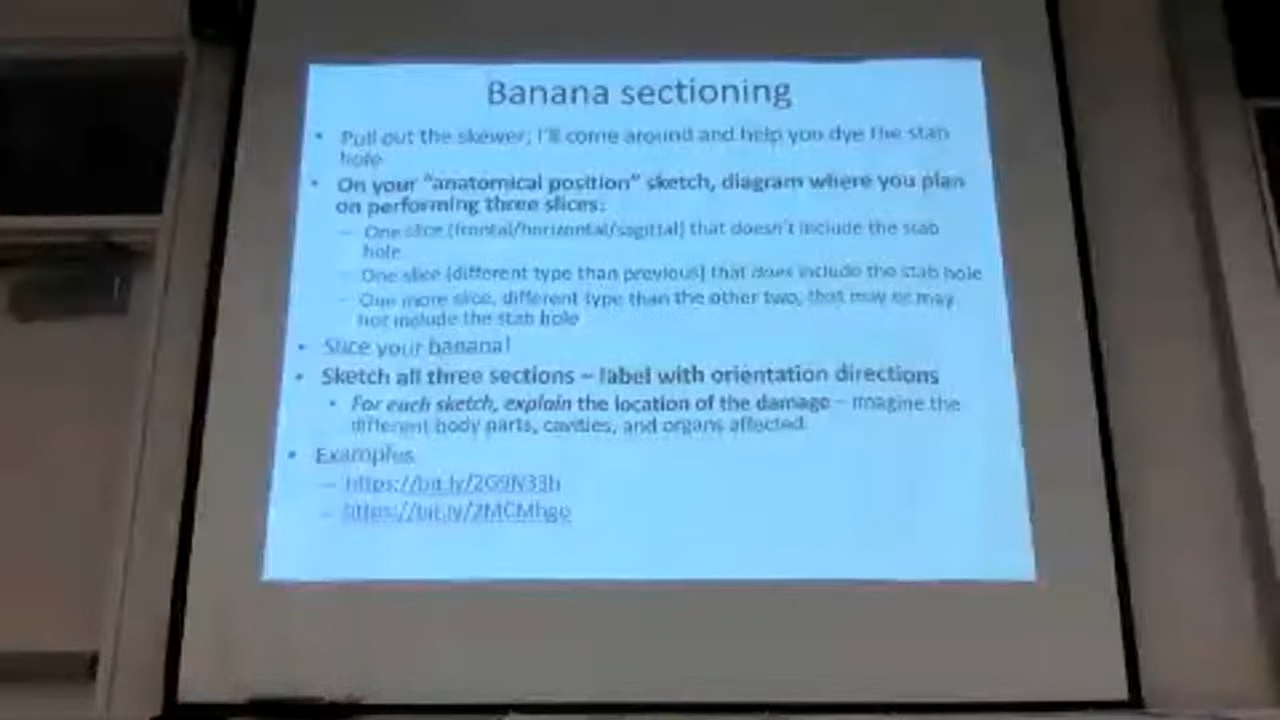 Banana sectioning
• Pull out the skewer; I'll come around and help you dye the stab
hole
• On your "anatomical position" sketch, diagram where you plan
on performing three slices:
– One slice (frontal/horizontal/sagittal) that doesn't include the stab
hole
– One slice (different type than previous) that does include the stab hole
– One more slice, different type than the other two, that may or may
not include the stab hole
• Slice your banana!
• Sketch all three sections – label with orientation directions
• For each sketch, explain the location of the damage – imagine the
different body parts, cavities, and organs affected.
• Examples